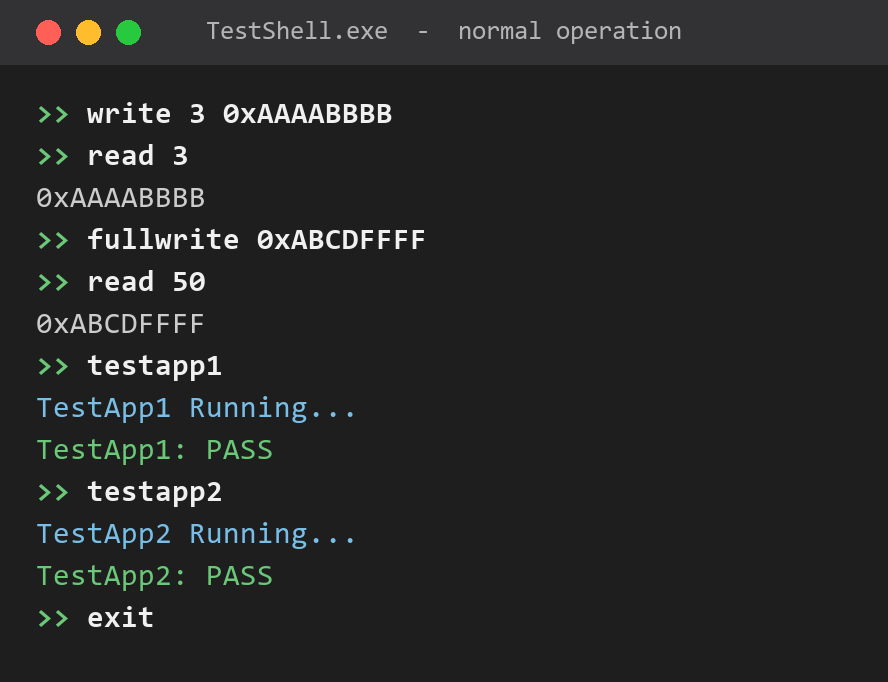 TestShell.exe - normal operation
>> write 3 0xAAAABBBB
>> read 3
0xAAAABBBB
>> fullwrite 0xABCDFFFF
>> read 50
0xABCDFFFF
>> testapp1
TestApp1 Running...
TestApp1: PASS
>> testapp2
TestApp2 Running...
TestApp2: PASS
>> exit